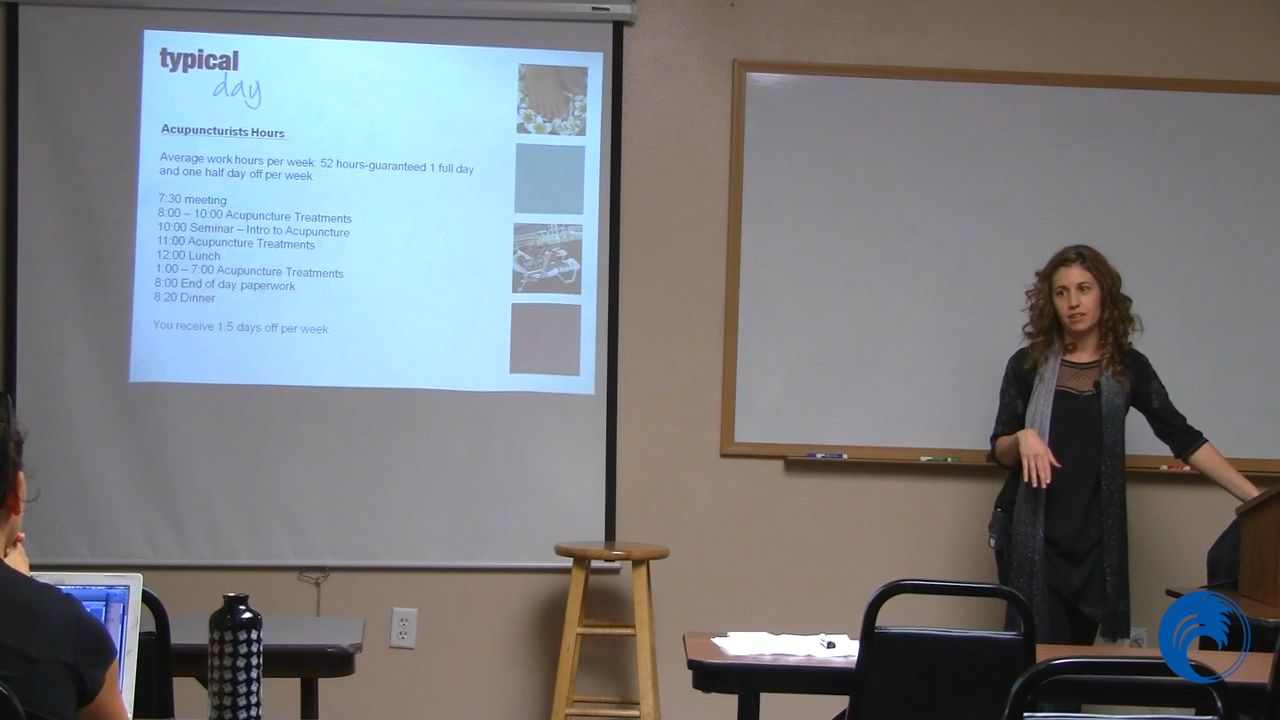 typical
day
Acupuncturists Hours
Average work hours per week: 52 hours-guaranteed 1 full day
and one half day off per week.
7:30 meeting
8:00 – 10:00 Acupuncture Treatments
10:00 Seminar – Intro to Acupuncture
11:00 Acupuncture Treatments
12:00 Lunch
1:00 – 7:00 Acupuncture Treatments
8:00 End of day paperwork
8:20 Dinner
You receive 1.5 days off per week.